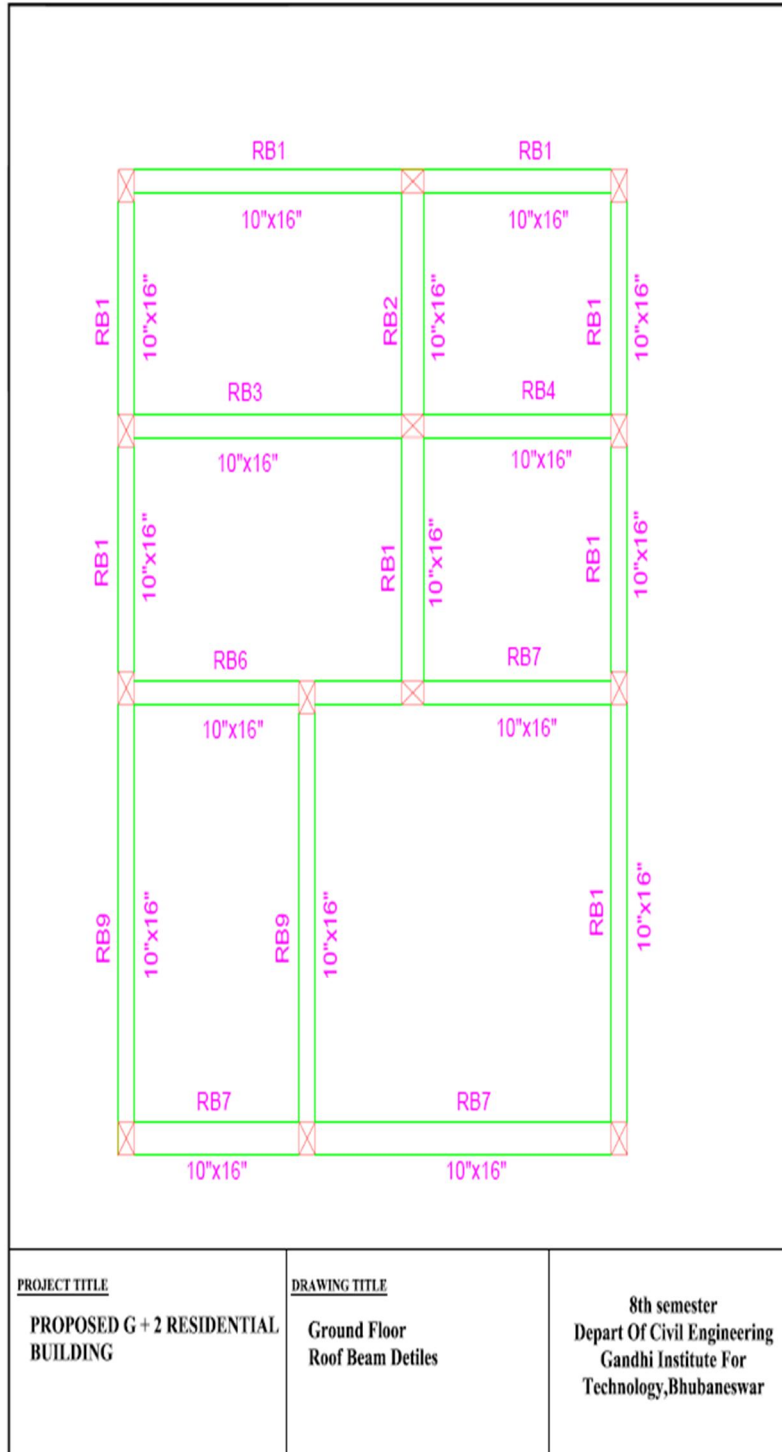 RB1
RB1
10"x16"
10"x16"
RB1
10"x16"
RB2
10"x16"
RB1
10"x16"
RB3
RB4
10"x16"
10"x16"
RB1
10"x16"
RB1
10"x16"
RB1
10"x16"
RB6
RB7
10"x16"
10"x16"
RB9
10"x16"
RB9
10"x16"
RB1
10"x16"
RB7
RB7
10"x16"
10"x16"
PROJECT TITLE
PROPOSED G + 2 RESIDENTIAL
BUILDING
DRAWING TITLE
Ground Floor
Roof Beam Detiles
8th semester
Depart Of Civil Engineering
Gandhi Institute For
Technology,Bhubaneswar